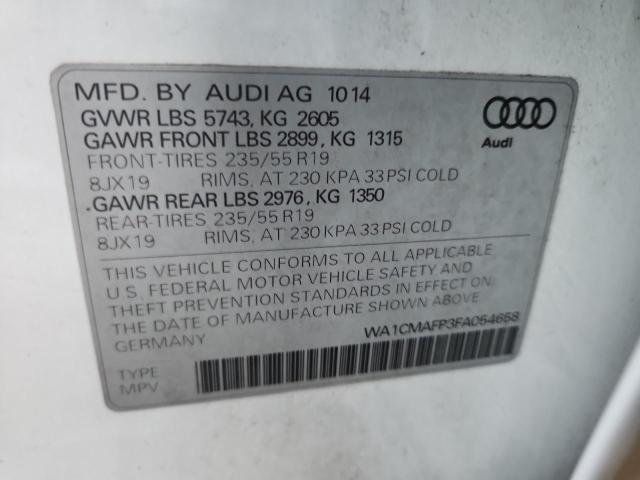 MFD. BY AUDI AG 10 14
GVWR LBS 5743, KG 2605
GAWR FRONT LBS 2899, KG 1315
FRONT-TIRES 235/55 R19
8JX19 RIMS, AT 230 KPA 33 PSI COLD
GAWR REAR LBS 2976, KG 1350
REAR-TIRES 235/55 R19
8JX19 RIMS, AT 230 KPA 33 PSI COLD
Audi
THIS VEHICLE CONFORMS TO ALL APPLICABLE
U.S. FEDERAL MOTOR VEHICLE SAFETY AND
THEFT PREVENTION STANDARDS IN EFFECT ON
THE DATE OF MANUFACTURE SHOWN ABOVE
GERMANY
WA1CMAFP3FA054658
TYPE
MPV